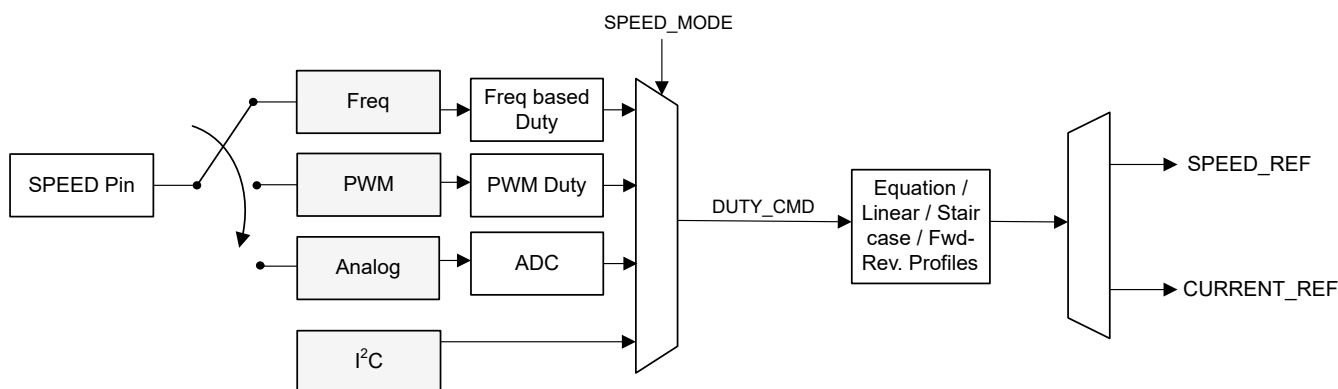 SPEED_MODE
Freq
Freq based
Duty
SPEED Pin
PWM
PWM Duty
DUTY_CMD
Equation /
Linear / Stair
case / Fwd-
Rev. Profiles
SPEED_REF
Analog
ADC
CURRENT_REF
I²C